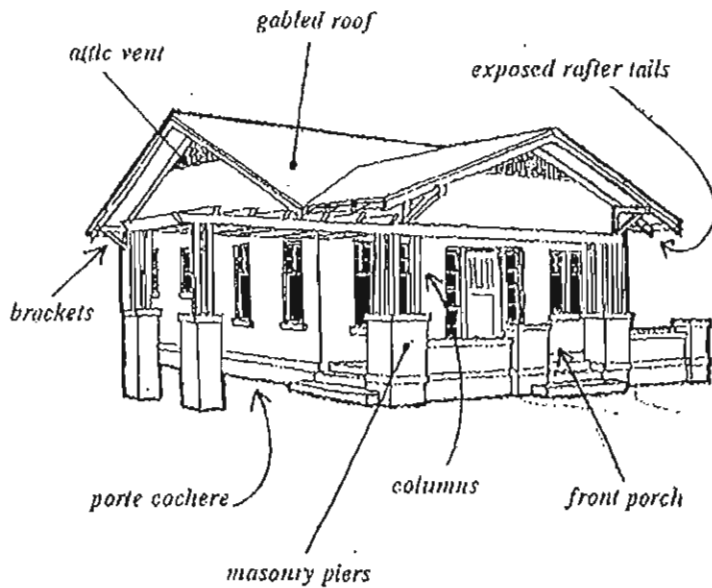 gabled roof
attic vent
exposed rafter tails
brackets
porte cochere
columns
front porch
masonry piers